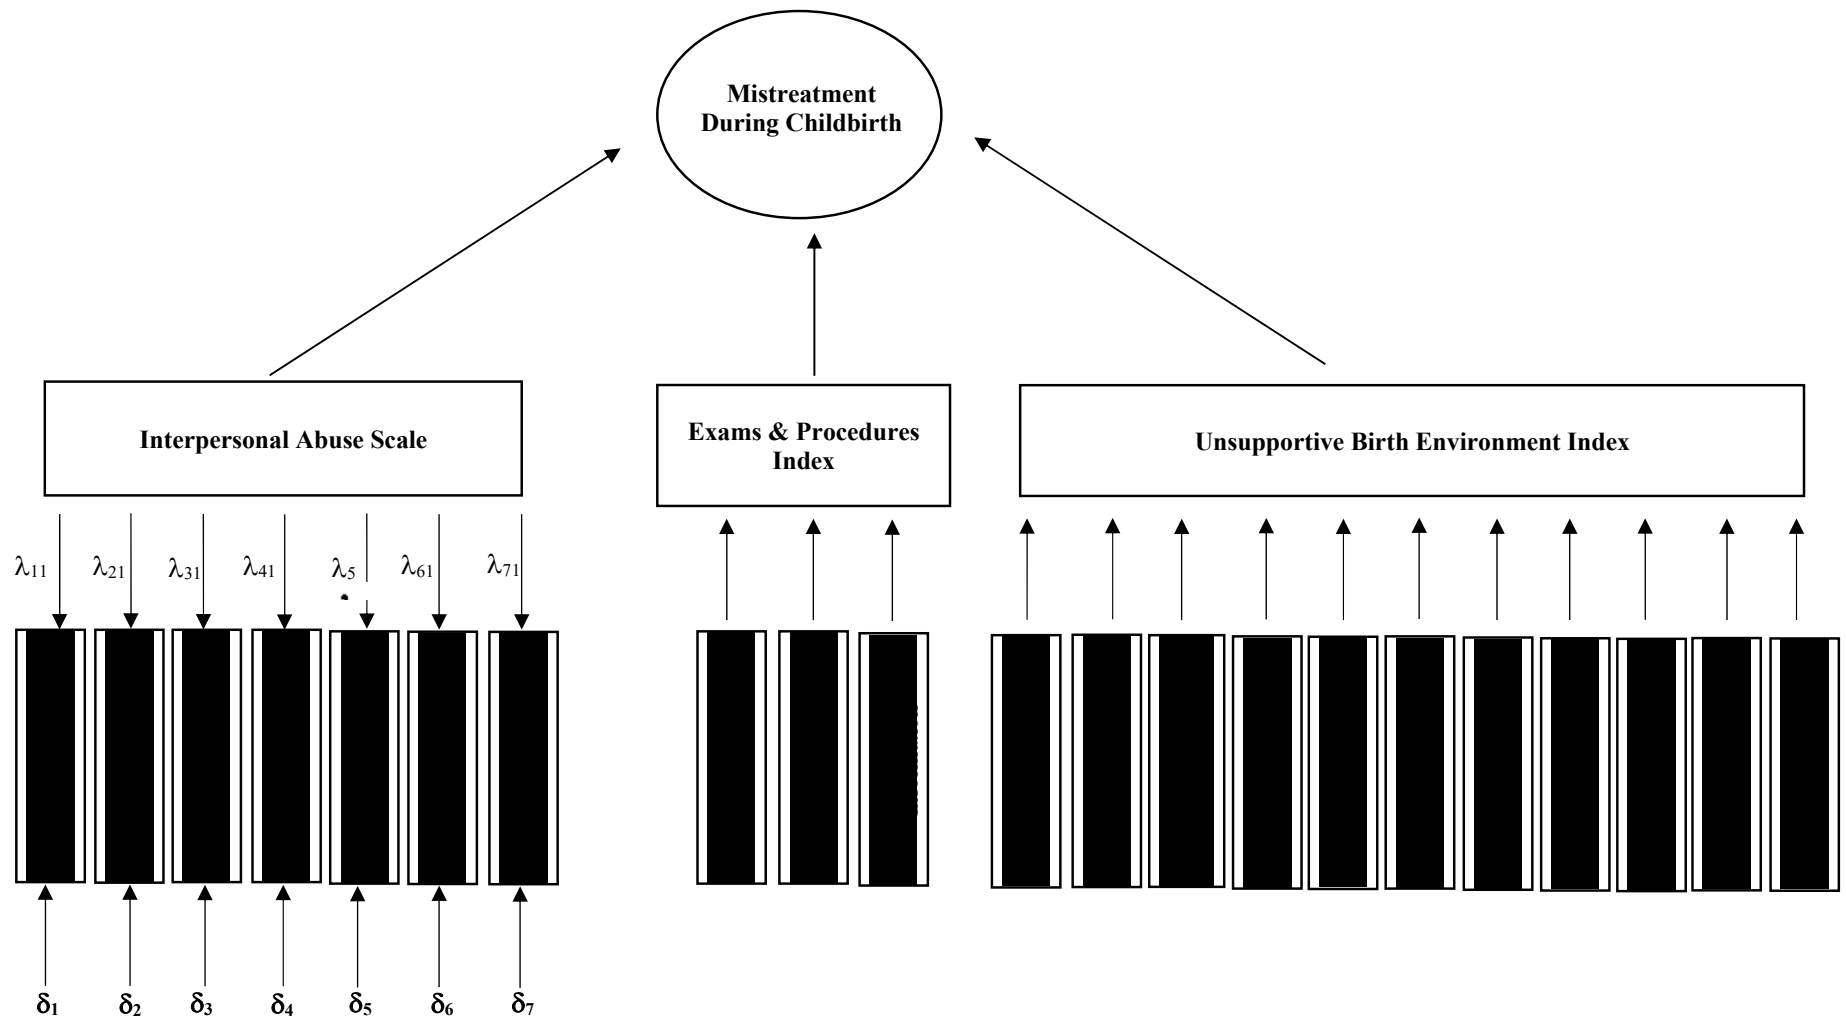 Mistreatment
During Childbirth
Interpersonal Abuse Scale
Exams & Procedures
Index
Unsupportive Birth Environment Index
λ11 λ21 λ31 λ41 λ5 λ61 λ71
δ1 δ2 δ3 δ4 δ5 δ6 δ7